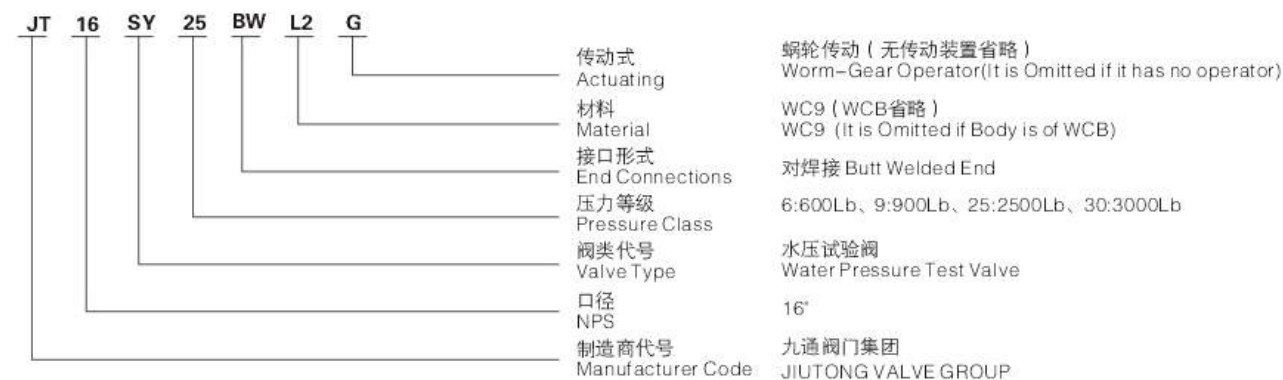 JT 16 SY 25 BW L2 G
传动式 蜗轮传动（无传动装置省略）
Actuating Worm-Gear Operator(It is Omitted if it has no operator)
材料 WC9（WCB省略）
Material WC9 (It is Omitted if Body is of WCB)
接口形式
End Connections 对焊接 Butt Welded End
压力等级 6:600Lb、9:900Lb、25:2500Lb、30:3000Lb
Pressure Class
阀类代号 水压试验阀
Valve Type Water Pressure Test Valve
口径 16"
NPS
制造商代号 九通阀门集团
Manufacturer Code JIUTONG VALVE GROUP